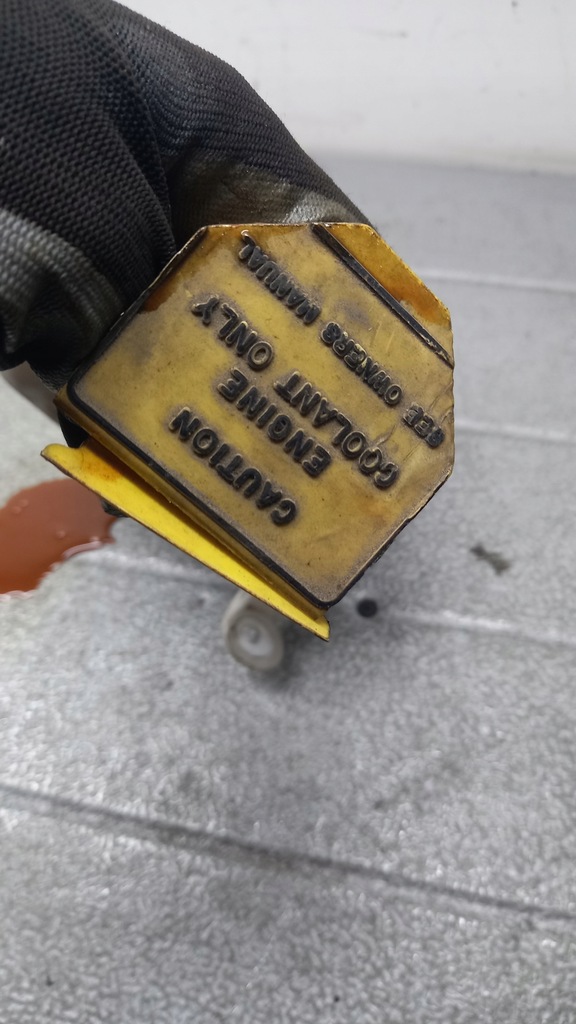 CAUTION
ENGINE
COOLANT ONLY
SEE OWNERS MANUAL